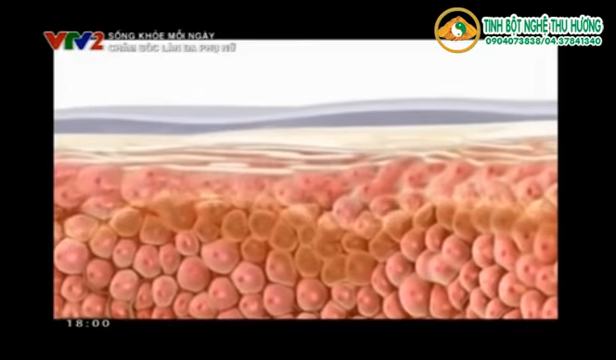 VTV2
SỐNG KHỎE MỖI NGÀY
CHĂM SÓC LÀN DA PHỤ NỮ
TINH BỘT NGHỆ THU HƯỜNG
0904073838/04.37841340
18:00